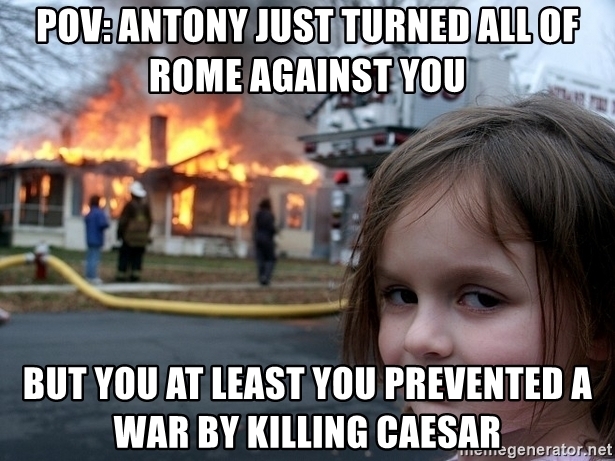 POV: ANTONY JUST TURNED ALL OF
ROME AGAINST YOU
BUT YOU AT LEAST YOU PREVENTED A
WAR BY KILLING CAESAR
memegenerator.net